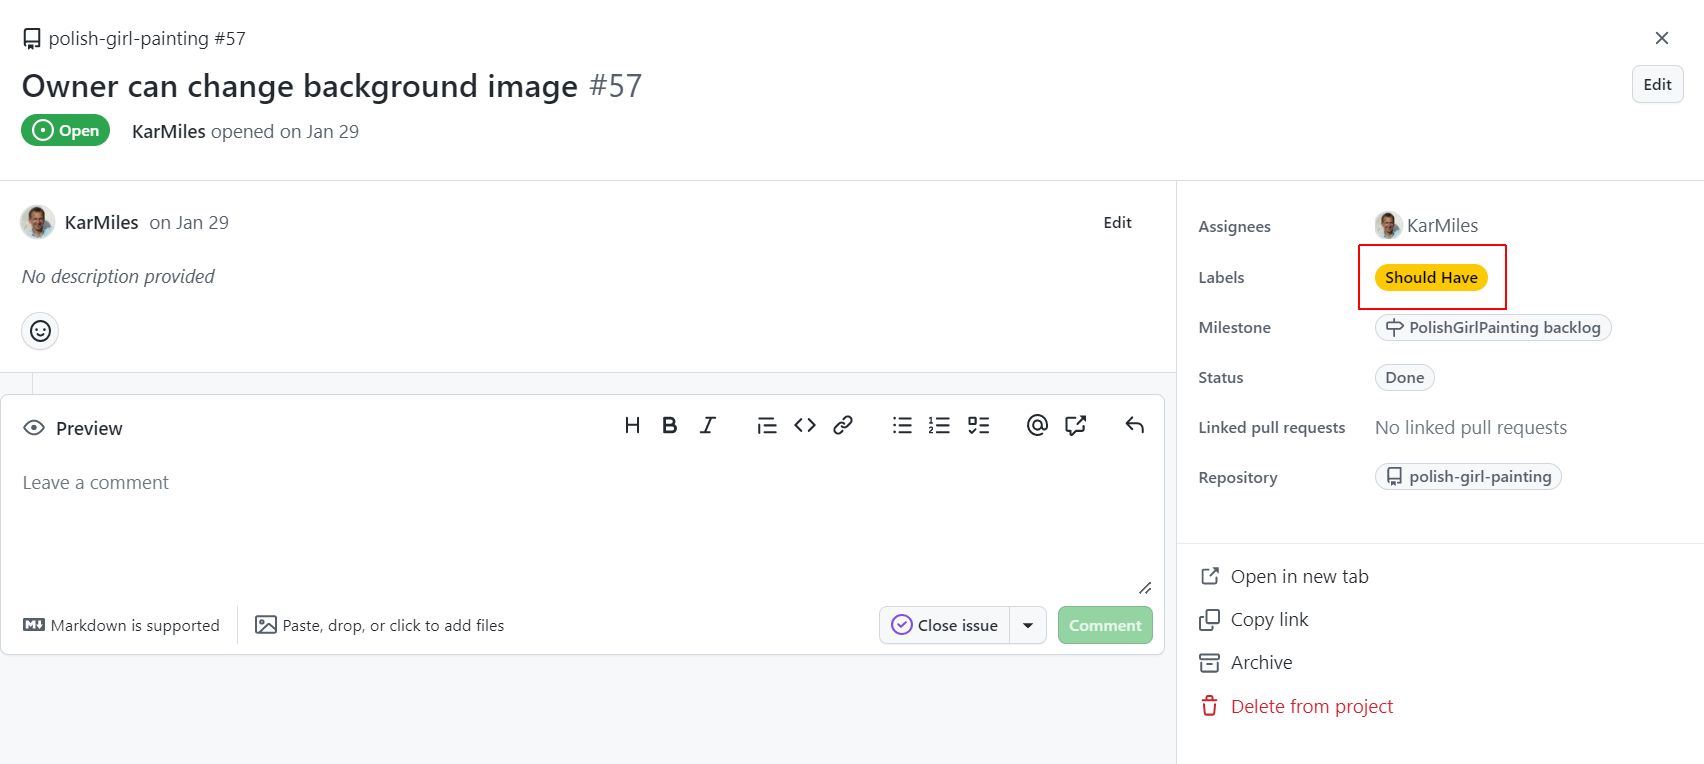 polish-girl-painting #57
Owner can change background image #57
Edit
Open KarMiles opened on Jan 29
KarMiles on Jan 29
Edit
No description provided
Preview
Leave a comment
Markdown is supported
Paste, drop, or click to add files
Close issue
Comment
Assignees KarMiles
Labels Should Have
Milestone PolishGirlPainting backlog
Status Done
Linked pull requests No linked pull requests
Repository polish-girl-painting
Open in new tab
Copy link
Archive
Delete from project